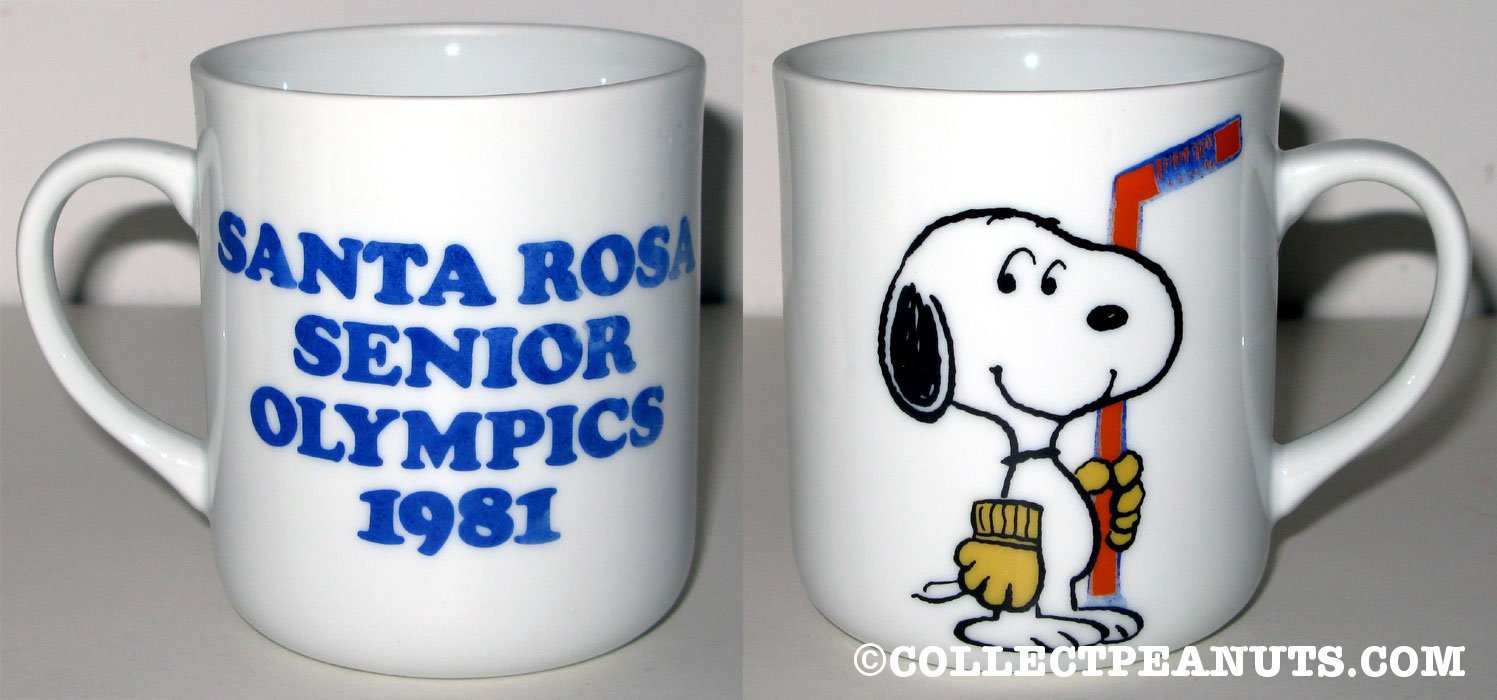 SANTA ROSA
SENIOR
OLYMPICS
1981
©COLLECTPEANUTS.COM